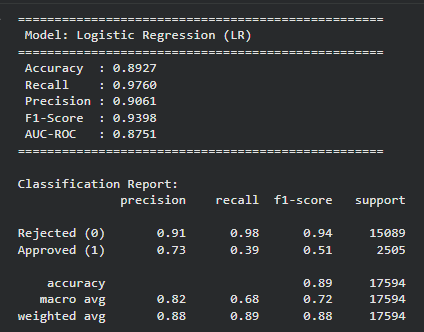 ==================================================
Model: Logistic Regression (LR)
==================================================
Accuracy  : 0.8927
Recall    : 0.9760
Precision : 0.9061
F1-Score  : 0.9398
AUC-ROC   : 0.8751
==================================================
Classification Report:
precision recall f1-score support
Rejected (0) 0.91 0.98 0.94 15089
Approved (1) 0.73 0.39 0.51 2505
accuracy 0.89 17594
macro avg 0.82 0.68 0.72 17594
weighted avg 0.88 0.89 0.88 17594